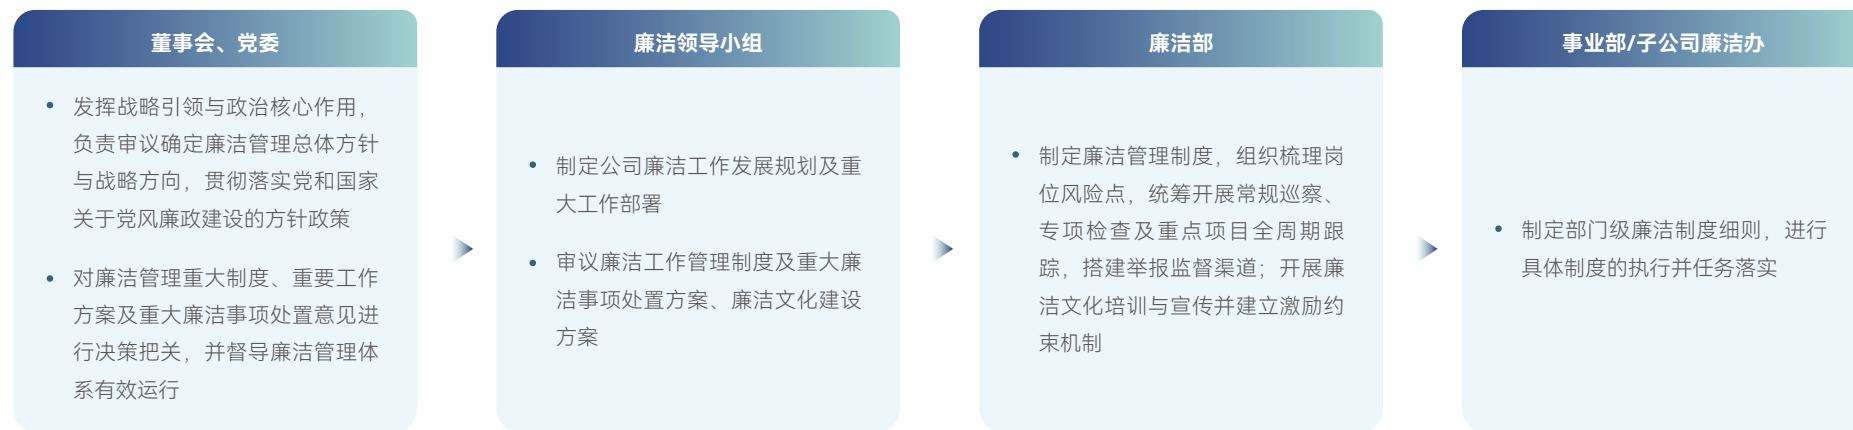 董事会、党委
发挥战略引领与政治核心作用，
负责审议确定廉洁管理总体方针
与战略方向，贯彻落实党和国家
关于党风廉政建设的方针政策
对廉洁管理重大制度、重要工作
方案及重大廉洁事项处置意见进
行决策把关，并督导廉洁管理体
系有效运行
廉洁领导小组
制定公司廉洁工作发展规划及重
大工作部署
审议廉洁工作管理制度及重大廉
洁事项处置方案、廉洁文化建设
方案
廉洁部
制定廉洁管理制度，组织梳理岗
位风险点，统筹开展常规巡察、
专项检查及重点项目全周期跟
踪，搭建举报监督渠道；开展廉
洁文化培训与宣传并建立激励约
束机制
事业部/子公司廉洁办
制定部门级廉洁制度细则，进行
具体制度的执行并任务落实